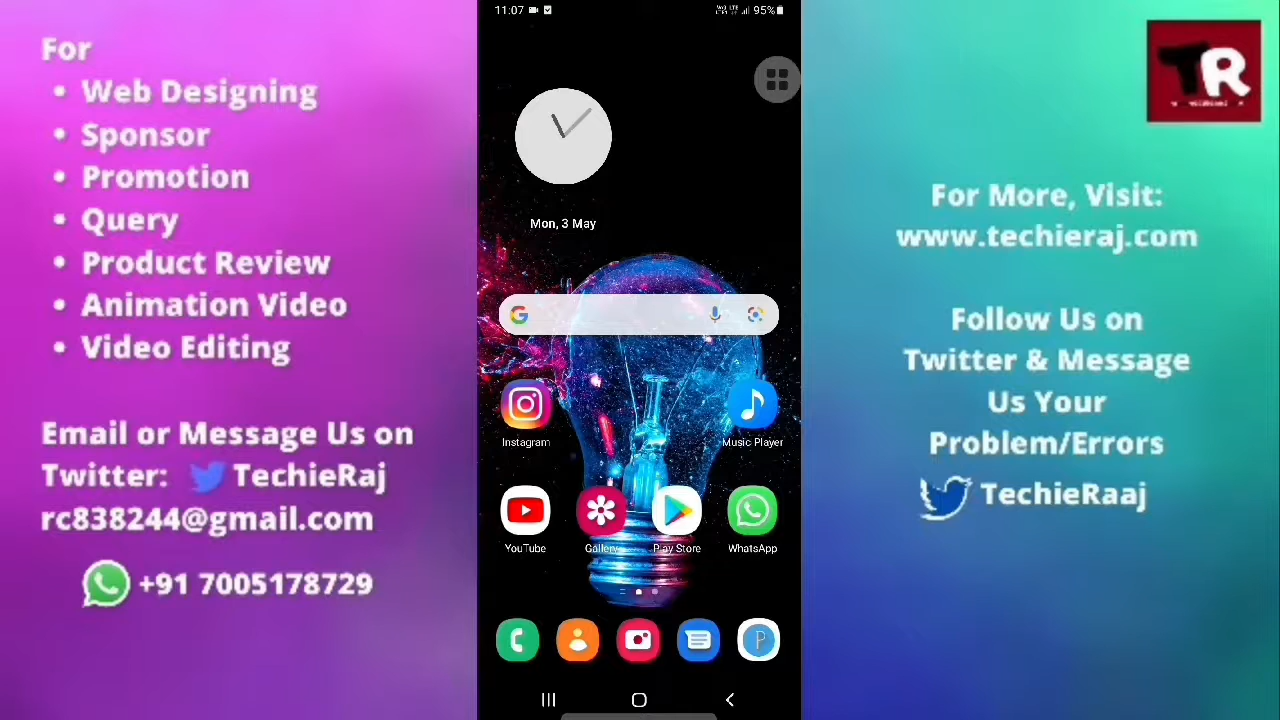 For
• Web Designing
• Sponsor
• Promotion
• Query
• Product Review
• Animation Video
• Video Editing
Email or Message Us on
Twitter: TechieRaj
rc838244@gmail.com
+91 7005178729
11:07
95%
Mon, 3 May
Instagram
Music Player
YouTube
Gallery
Play Store
WhatsApp
TR
For More, Visit:
www.techieraj.com
Follow Us on
Twitter & Message
Us Your
Problem/Errors
TechieRaaj